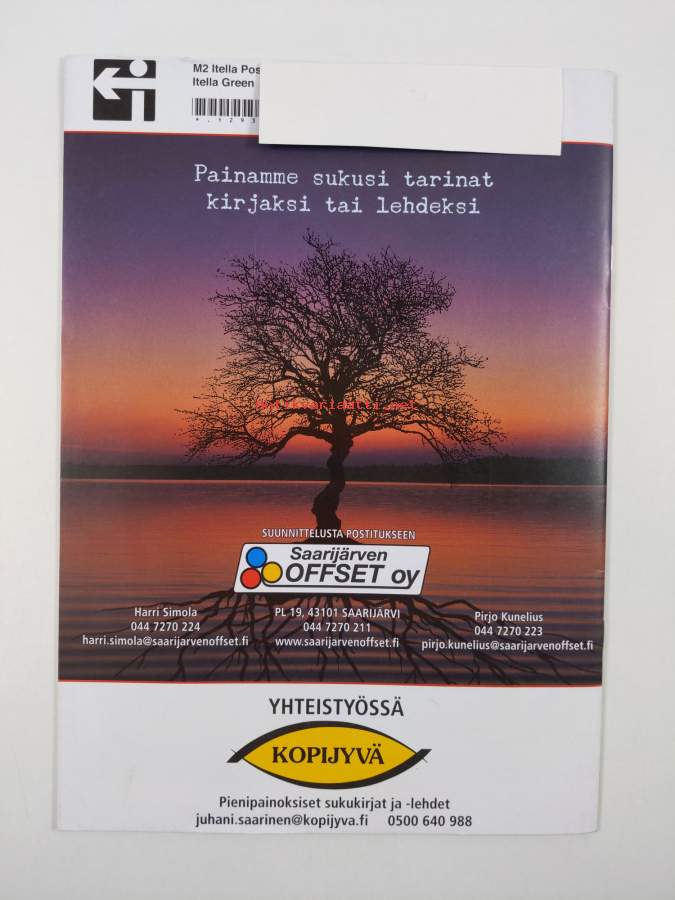 M2 Itella Pos
Itella Green
Painamme sukusi tarinat
kirjaksi tai lehdeksi
antikvariaatti.net
SUUNNITTELUSTA POSTITUKSEEN
Saarijärven
OFFSET oy
Harri Simola
044 7270 224
harri.simola@saarijarvenoffset.fi
PL 19, 43101 SAARIJÄRVI
044 7270 211
www.saarijarvenoffset.fi
Pirjo Kunelius
044 7270 223
pirjo.kunelius@saarijarvenoffset.fi
YHTEISTYÖSSÄ
KOPIJYVÄ
Pienipainoksiset sukukirjat ja -lehdet
juhani.saarinen@kopijyva.fi 0500 640 988